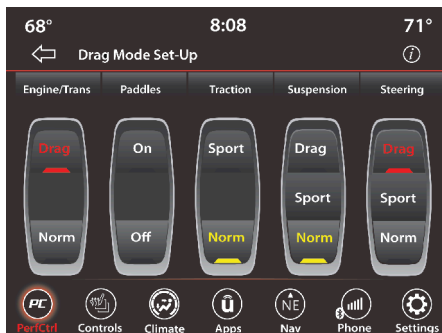 68° 8:08 71°
Drag Mode Set-Up i
Engine/Trans Paddles Traction Suspension Steering
Drag On Sport Drag Drag
Sport Sport
Norm Off Norm Norm Norm
PC û NE
PerfCtrl Controls Climate Apps Nav Phone Settings